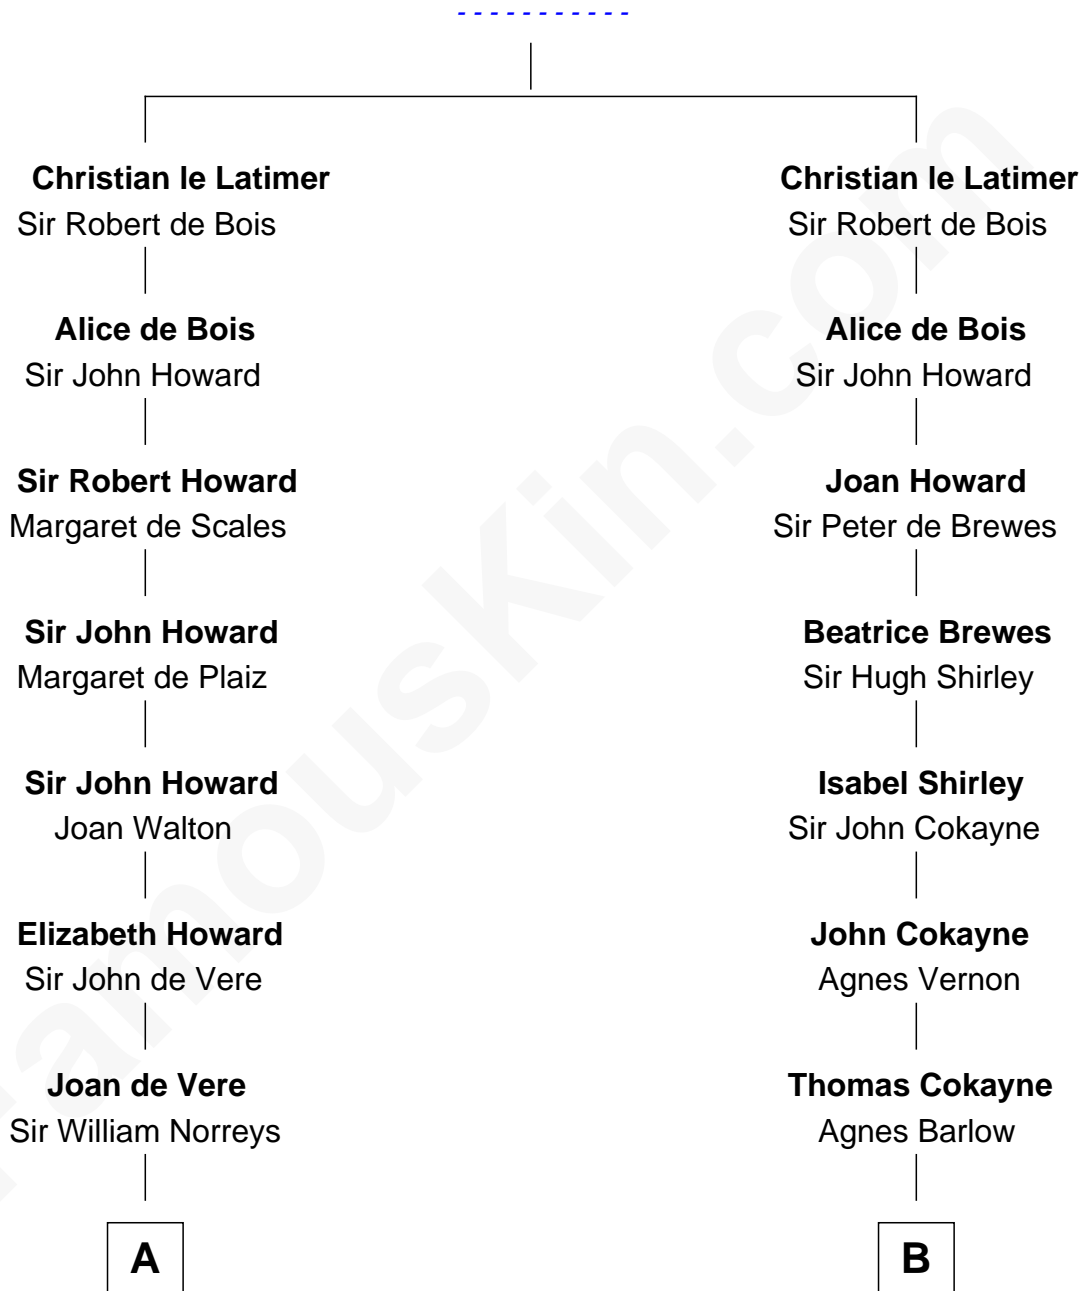 - - - - - - - - - - -
Christian le Latimer
Sir Robert de Bois
Alice de Bois
Sir John Howard
Sir Robert Howard
Margaret de Scales
Sir John Howard
Margaret de Plaiz
Sir John Howard
Joan Walton
Elizabeth Howard
Sir John de Vere
Joan de Vere
Sir William Norreys
A
Christian le Latimer
Sir Robert de Bois
Alice de Bois
Sir John Howard
Joan Howard
Sir Peter de Brewes
Beatrice Brewes
Sir Hugh Shirley
Isabel Shirley
Sir John Cokayne
John Cokayne
Agnes Vernon
Thomas Cokayne
Agnes Barlow
B
FamousKin.com